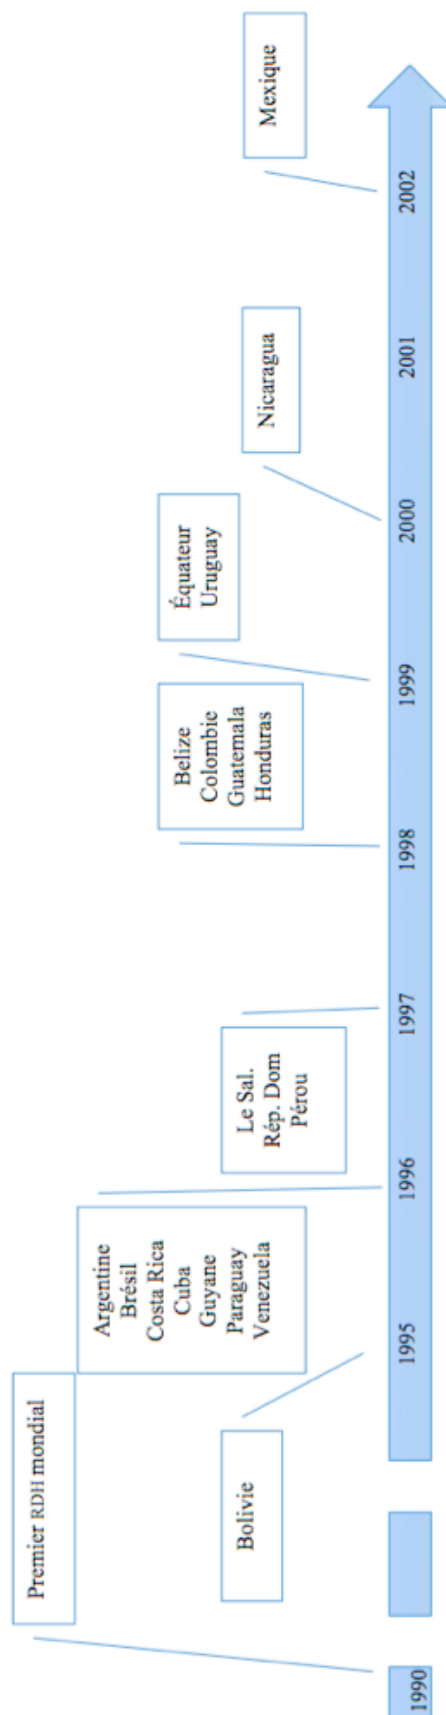 Premier RDH mondial
Bolivie
Argentine
Brésil
Costa Rica
Cuba
Guyane
Paraguay
Venezuela
Le Sal.
Rép. Dom
Pérou
Belize
Colombie
Guatemala
Honduras
Équateur
Uruguay
Nicaragua
Mexique
1990
1995
1996
1997
1998
1999
2000
2001
2002